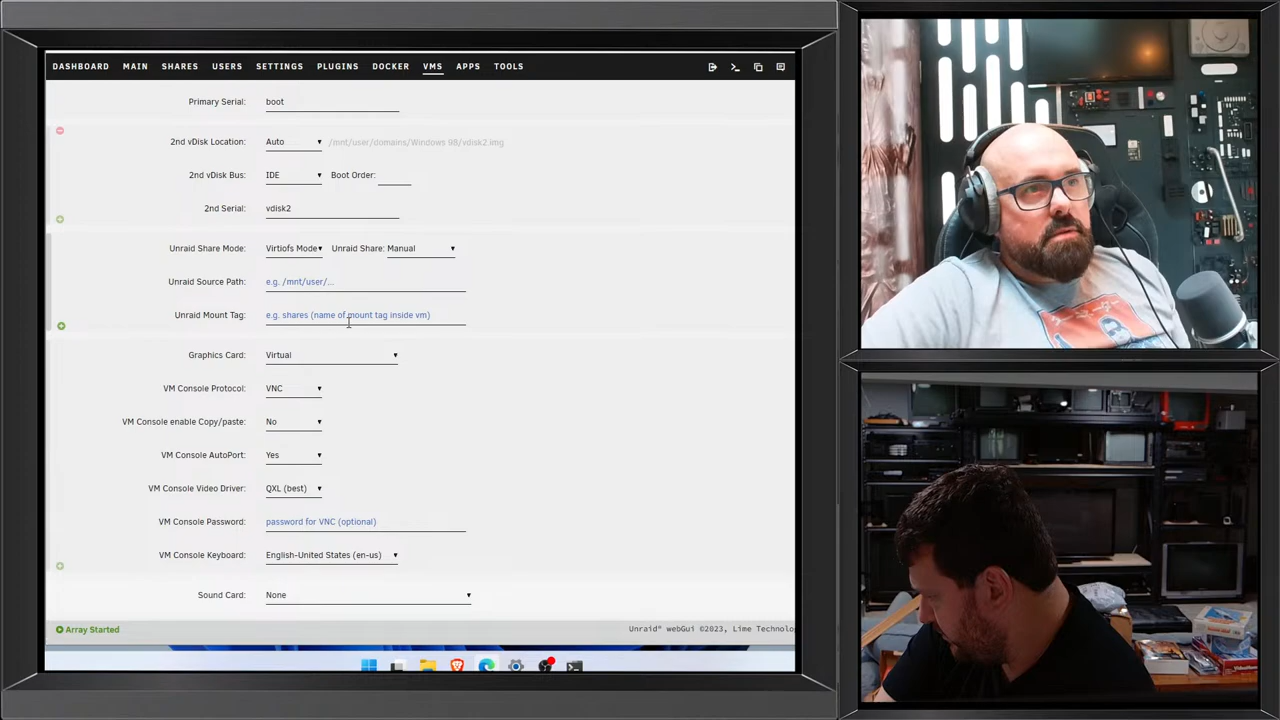 DASHBOARD MAIN SHARES USERS SETTINGS PLUGINS DOCKER VMS APPS TOOLS
Primary Serial: boot
2nd vDisk Location: Auto /mnt/user/domains/Windows 98/vdisk2.img
2nd vDisk Bus: IDE Boot Order:
2nd Serial: vdisk2
Unraid Share Mode: Virtiofs Mode Unraid Share: Manual
Unraid Source Path: e.g. /mnt/user/...
Unraid Mount Tag: e.g. shares (name of mount tag inside vm)
Graphics Card: Virtual
VM Console Protocol: VNC
VM Console enable Copy/paste: No
VM Console AutoPort: Yes
VM Console Video Driver: QXL (best)
VM Console Password: password for VNC (optional)
VM Console Keyboard: English-United States (en-us)
Sound Card: None
Array Started
Unraid® webGui ©2023, Lime Technolo